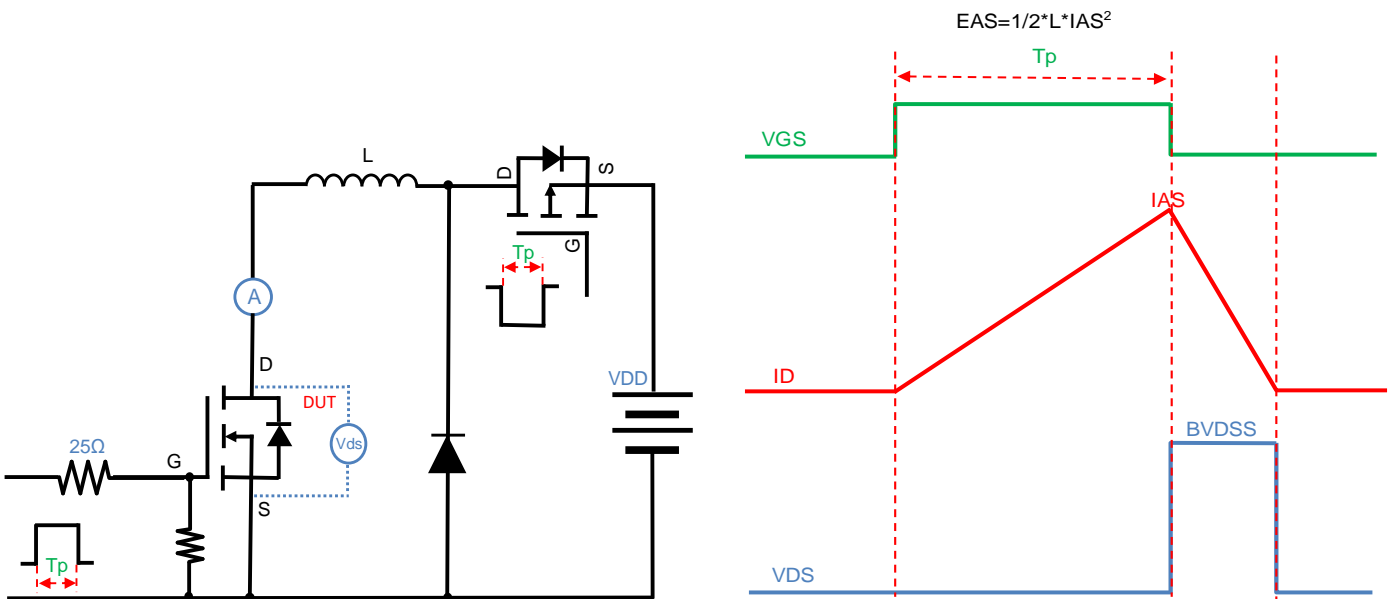 EAS=1/2*L*IAS²
Tp
VGS
IAS
ID
BVDSS
VDS
L
D
S
G
Tp
A
D
DUT
VDD
Vds
25Ω
G
S
Tp